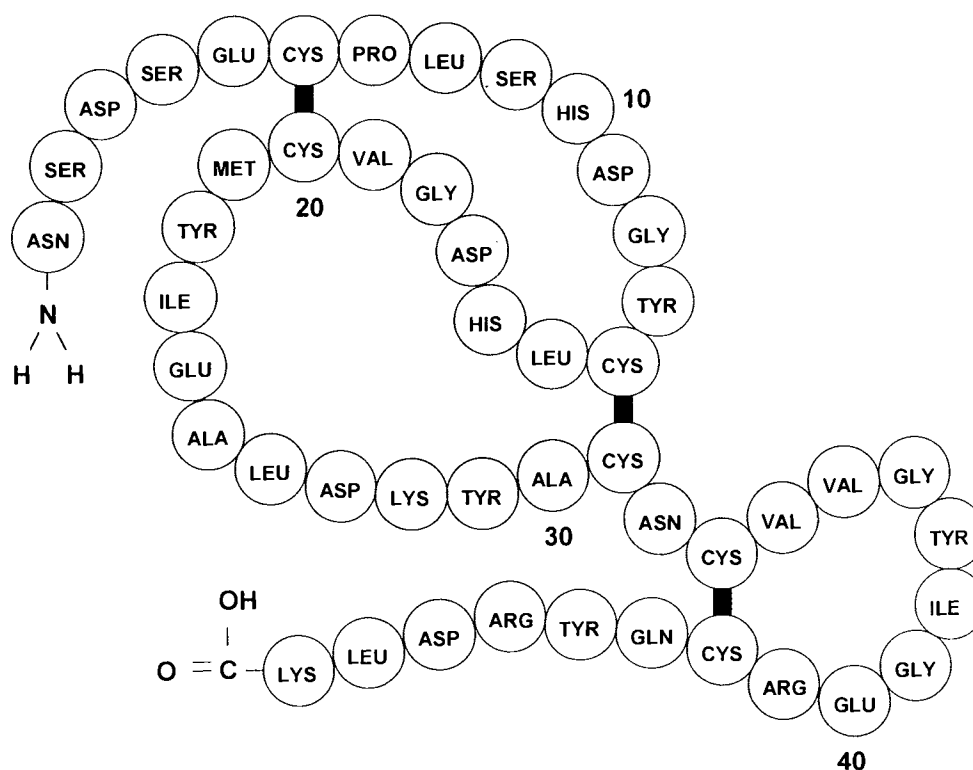 H
H
N
ASN
SER
ASP
SER
GLU
CYS
PRO
LEU
SER
HIS
10
ASP
GLY
TYR
CYS
LEU
HIS
ASP
GLY
VAL
CYS
20
MET
TYR
ILE
GLU
ALA
LEU
ASP
LYS
TYR
ALA
30
CYS
ASN
CYS
VAL
VAL
GLY
TYR
ILE
GLY
GLU
40
ARG
CYS
GLN
TYR
ARG
ASP
LEU
LYS
OH
O = C